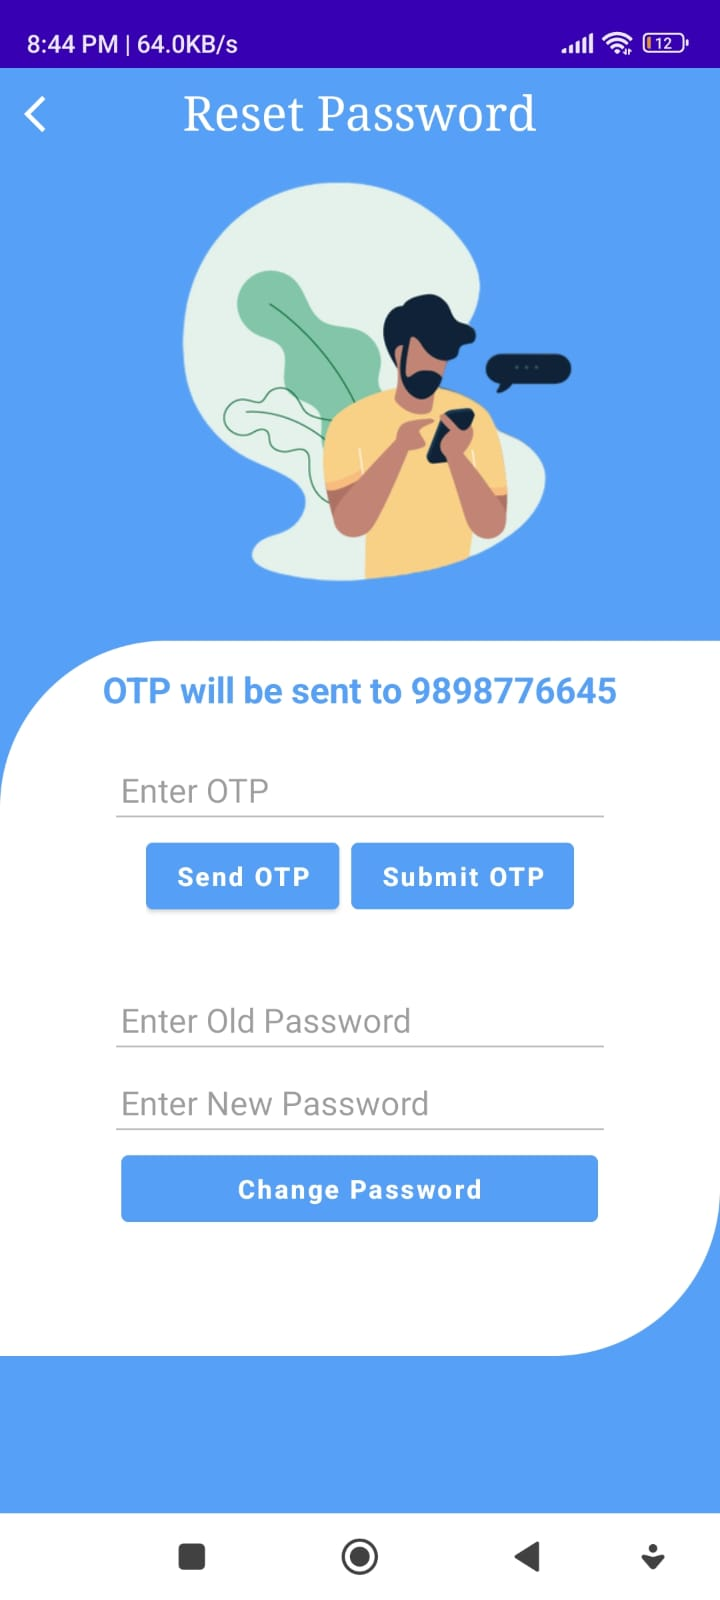 8:44 PM | 64.0KB/s
12
Reset Password
OTP will be sent to 9898776645
Enter OTP
Send OTP Submit OTP
Enter Old Password
Enter New Password
Change Password